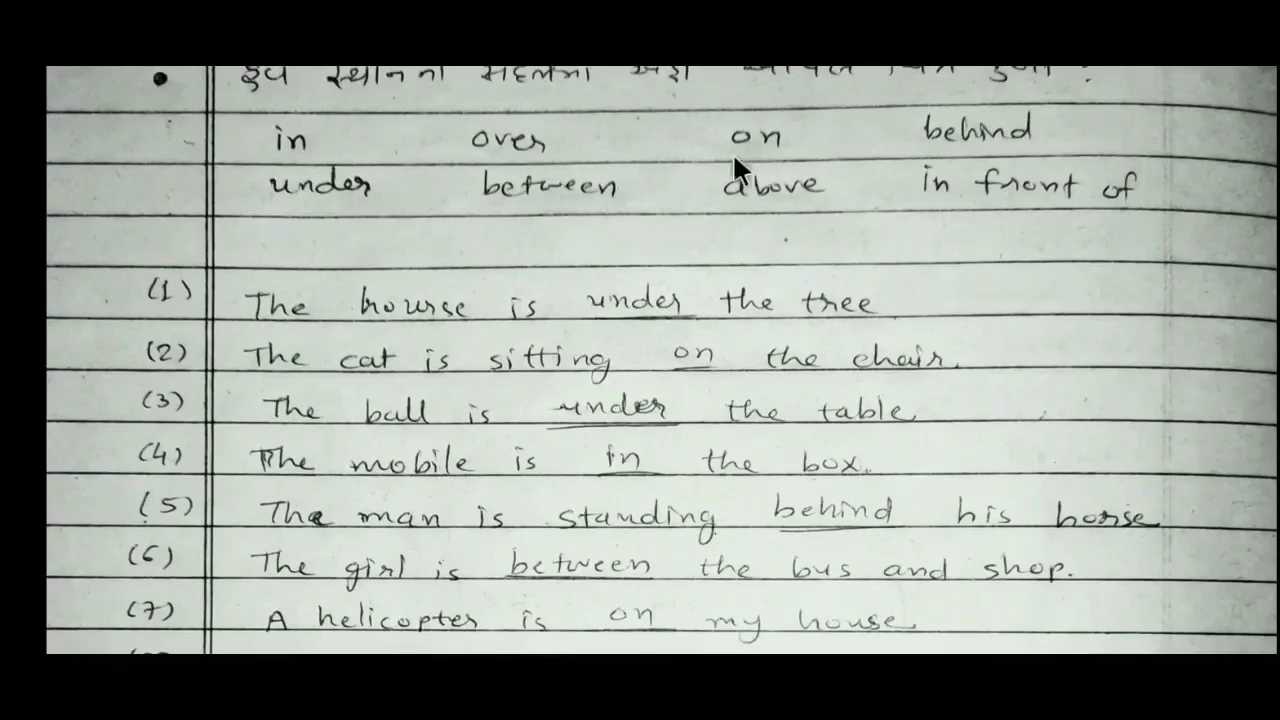 in over on behind
under between above in front of
(1) The hourse is under the tree
(2) The cat is sitting on the chair.
(3) The ball is under the table
(4) The mobile is in the box.
(5) The man is standing behind his horse
(6) The girl is between the bus and shop.
(7) A helicopter is on my house